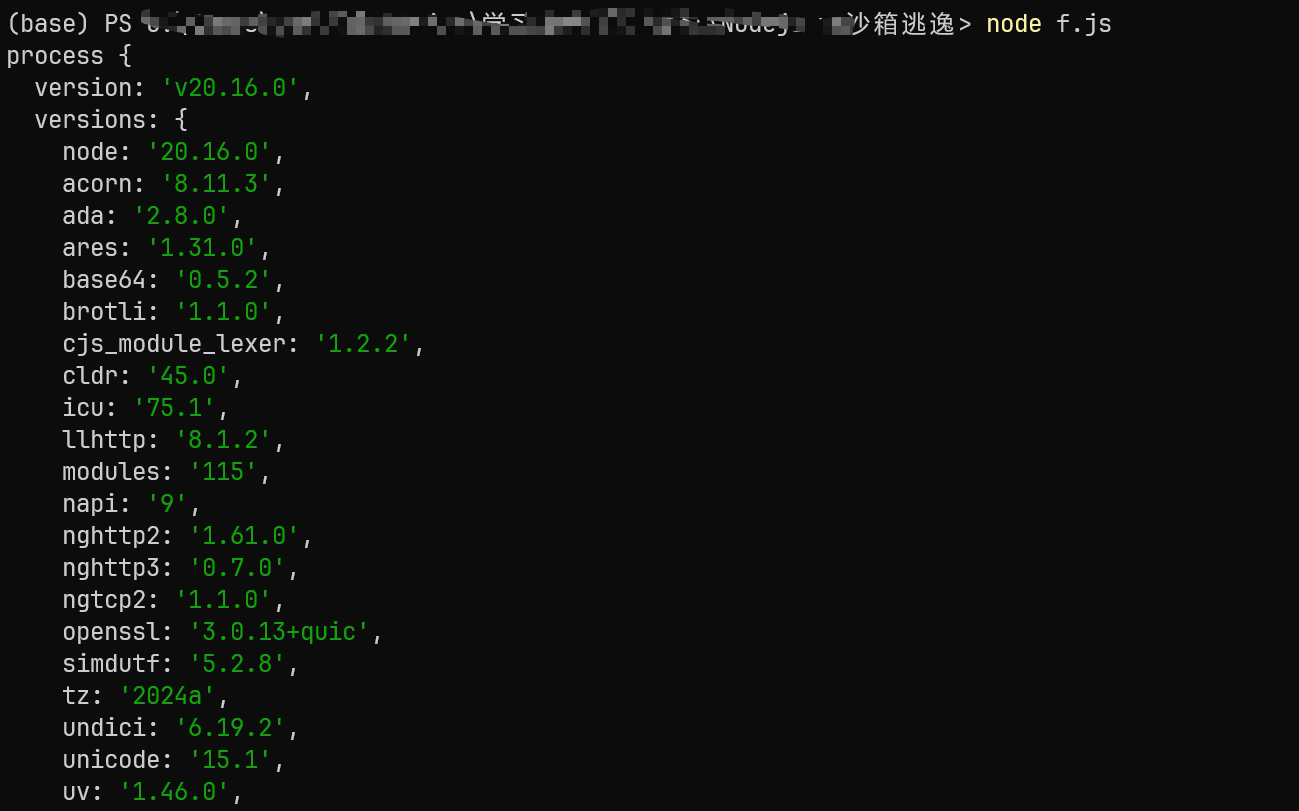 (base) PS 学习 Nodejs 沙箱逃逸> node f.js
process {
  version: 'v20.16.0',
  versions: {
    node: '20.16.0',
    acorn: '8.11.3',
    ada: '2.8.0',
    ares: '1.31.0',
    base64: '0.5.2',
    brotli: '1.1.0',
    cjs_module_lexer: '1.2.2',
    cldr: '45.0',
    icu: '75.1',
    llhttp: '8.1.2',
    modules: '115',
    napi: '9',
    nghttp2: '1.61.0',
    nghttp3: '0.7.0',
    ngtcp2: '1.1.0',
    openssl: '3.0.13+quic',
    simdutf: '5.2.8',
    tz: '2024a',
    undici: '6.19.2',
    unicode: '15.1',
    uv: '1.46.0',